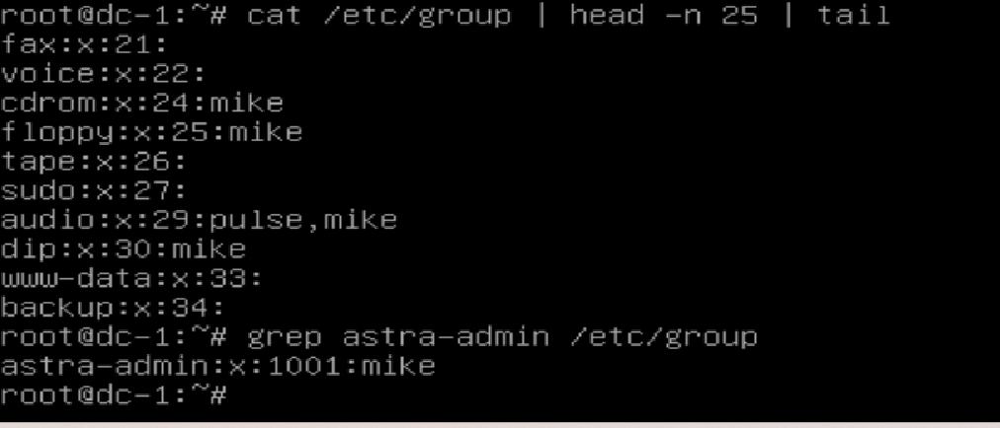 root@dc-1:~# cat /etc/group | head -n 25 | tail
fax:x:21:
voice:x:22:
cdrom:x:24:mike
floppy:x:25:mike
tape:x:26:
sudo:x:27:
audio:x:29:pulse,mike
dip:x:30:mike
www-data:x:33:
backup:x:34:
root@dc-1:~# grep astra-admin /etc/group
astra-admin:x:1001:mike
root@dc-1:~#